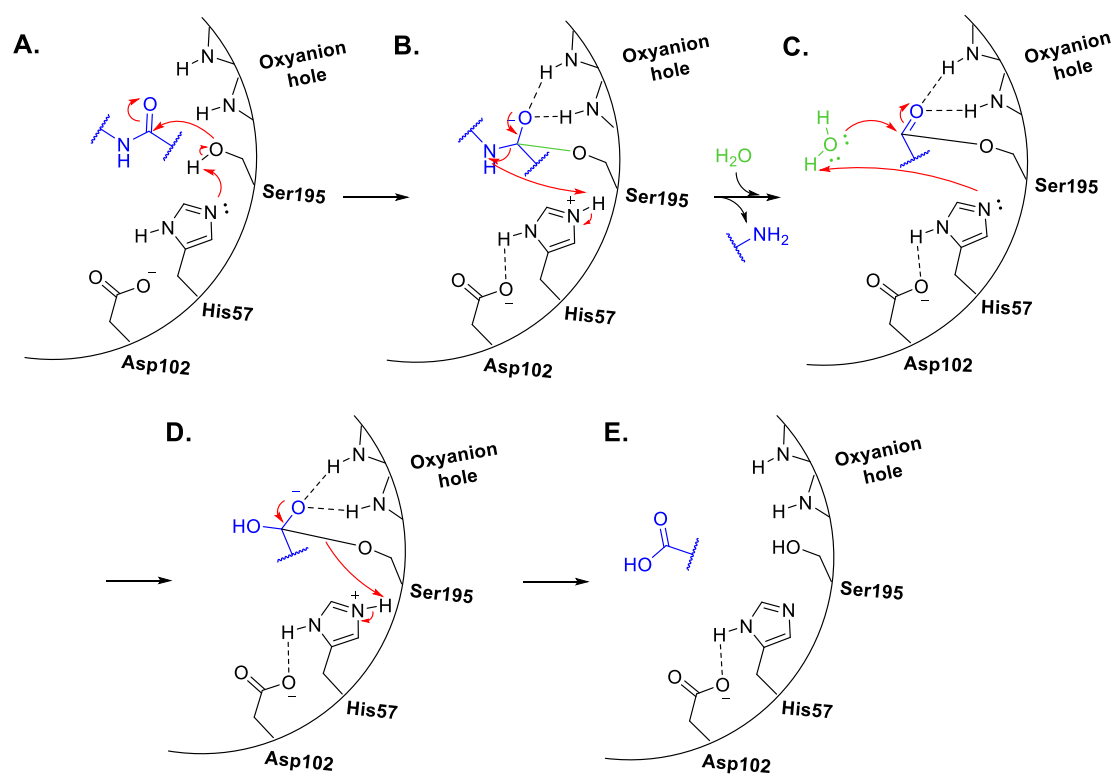 A.
Oxyanion
hole
H
N
H
N
O
N
H
O
H
Ser195
N
H
N
O
O
−
His57
Asp102
B.
Oxyanion
hole
H
N
H
N
−
O
N
H
O
Ser195
+
N
H
H
N
O
O
−
His57
Asp102
H₂O
NH₂
C.
Oxyanion
hole
H
N
H
N
O
H
O
H
O
Ser195
N
H
N
O
O
−
His57
Asp102
D.
Oxyanion
hole
H
N
H
N
−
O
HO
O
Ser195
+
N
H
H
N
O
O
−
His57
Asp102
E.
Oxyanion
hole
H
N
H
N
O
HO
HO
Ser195
N
H
N
O
O
−
His57
Asp102